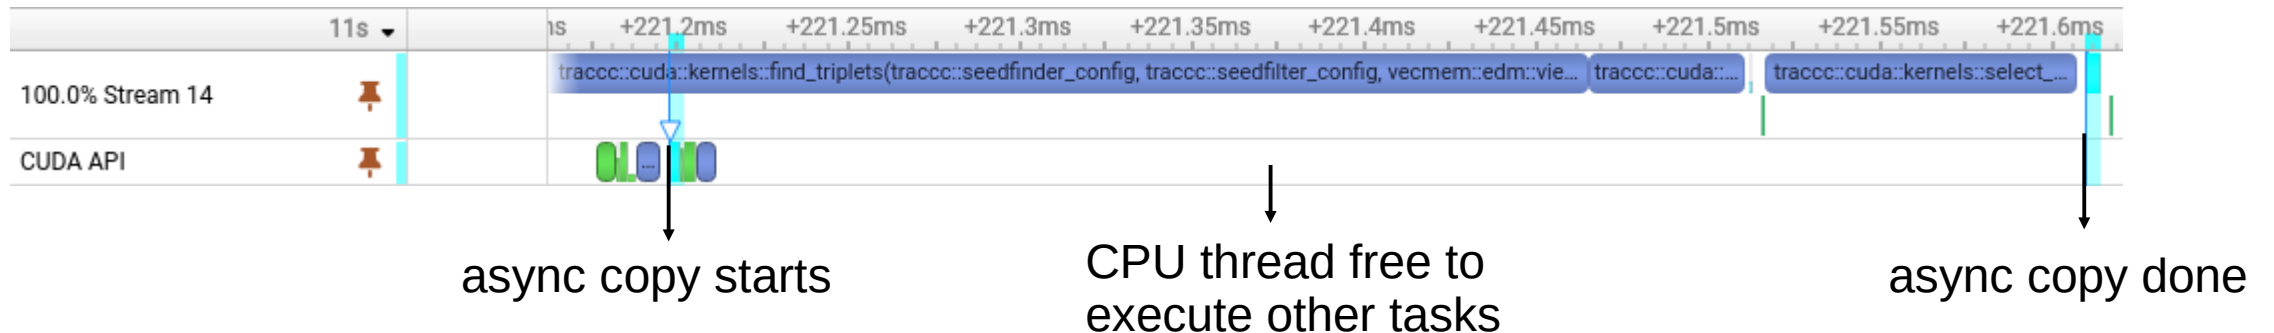 11s
ns +221.2ms +221.25ms +221.3ms +221.35ms +221.4ms +221.45ms +221.5ms +221.55ms +221.6ms
100.0% Stream 14
traccc::cuda::kernels::find_triplets(traccc::seedfinder_config, traccc::seedfilter_config, vecmem::edm::vie... traccc::cuda::... traccc::cuda::kernels::select_...
CUDA API
...
async copy starts
CPU thread free to
execute other tasks
async copy done